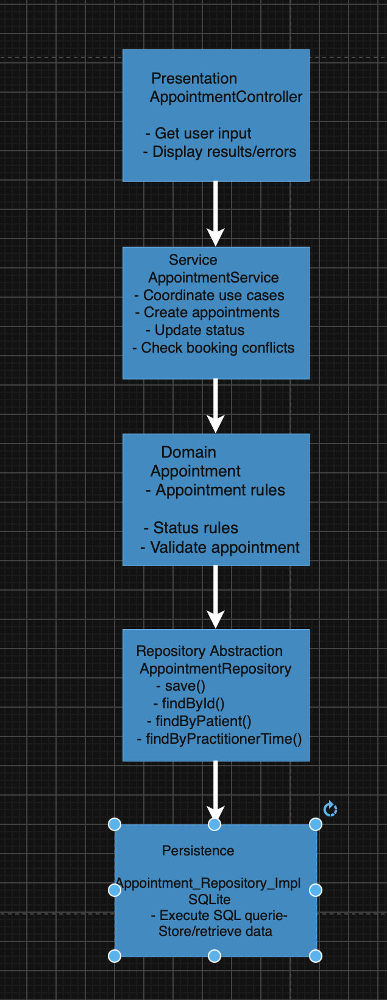 Presentation
AppointmentController
- Get user input
- Display results/errors
Service
AppointmentService
- Coordinate use cases
- Create appointments
- Update status
- Check booking conflicts
Domain
Appointment
- Appointment rules
- Status rules
- Validate appointment
Repository Abstraction
AppointmentRepository
- save()
- findById()
- findByPatient()
- findByPractitionerTime()
Persistence
Appointment_Repository_Impl
SQLite
- Execute SQL querie-
Store/retrieve data